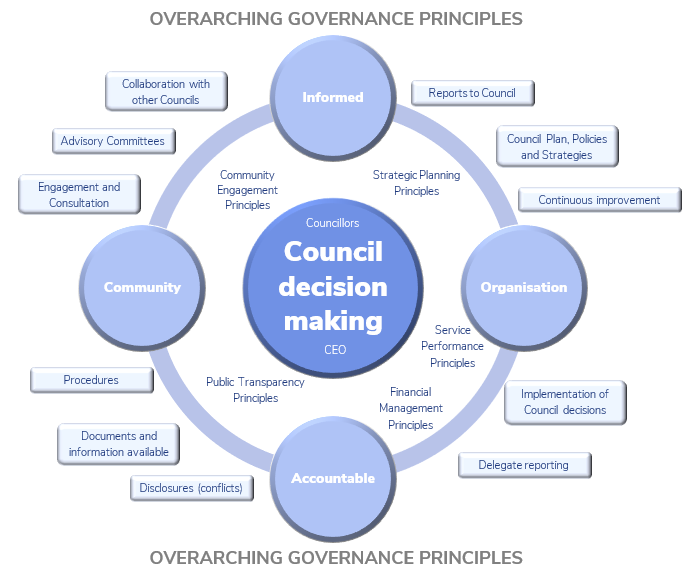 OVERARCHING GOVERNANCE PRINCIPLES
Collaboration with
other Councils
Informed
Reports to Council
Advisory Committees
Council Plan, Policies
and Strategies
Engagement and
Consultation
Community
Engagement
Principles
Strategic Planning
Principles
Continuous improvement
Councillors
Council
decision
making
CEO
Community
Organisation
Service
Performance
Principles
Procedures
Public Transparency
Principles
Financial
Management
Principles
Implementation of
Council decisions
Documents and
information available
Delegate reporting
Disclosures (conflicts)
Accountable
OVERARCHING GOVERNANCE PRINCIPLES